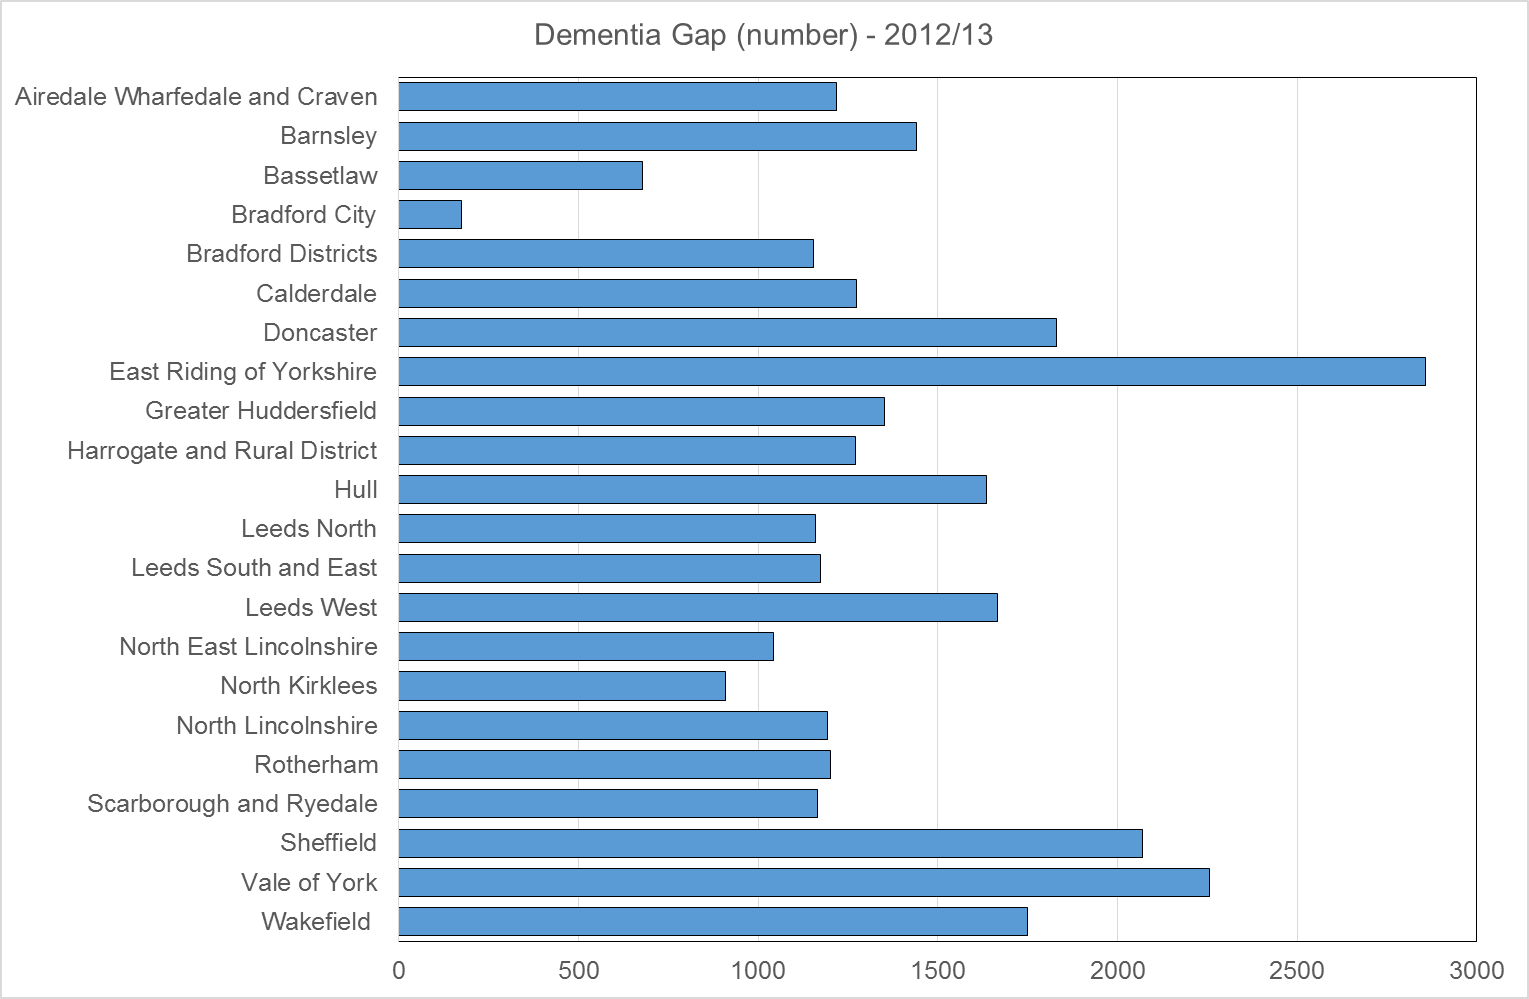 Dementia Gap (number) - 2012/13
Airedale Wharfedale and Craven
Barnsley
Bassetlaw
Bradford City
Bradford Districts
Calderdale
Doncaster
East Riding of Yorkshire
Greater Huddersfield
Harrogate and Rural District
Hull
Leeds North
Leeds South and East
Leeds West
North East Lincolnshire
North Kirklees
North Lincolnshire
Rotherham
Scarborough and Ryedale
Sheffield
Vale of York
Wakefield
0 500 1000 1500 2000 2500 3000